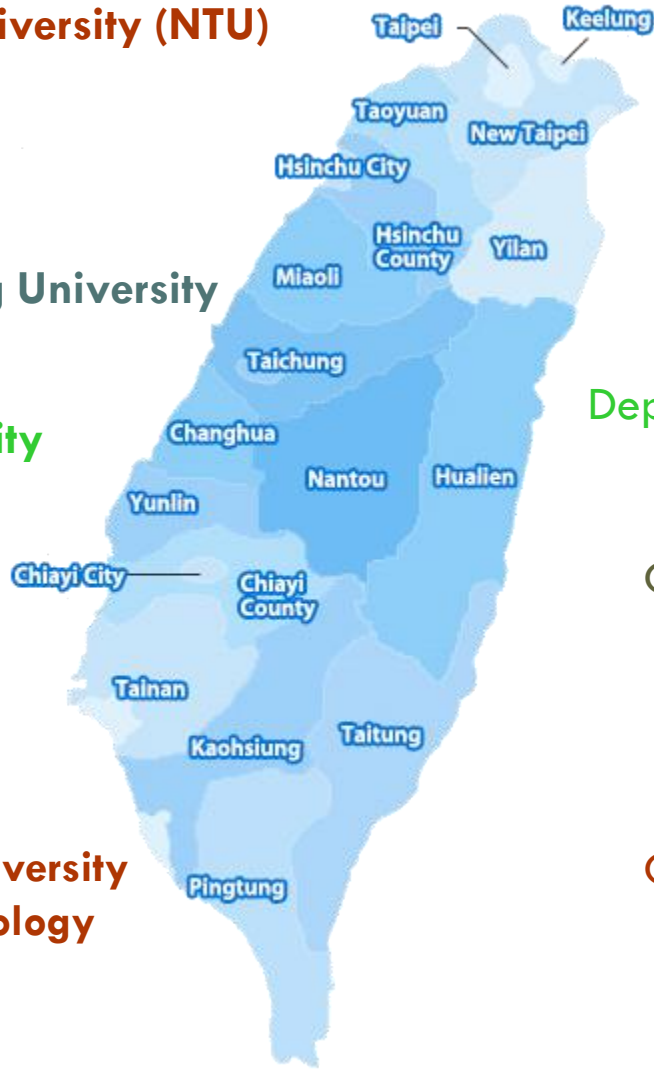 iversity (NTU)
Taipei
Keelung
Taoyuan
New Taipei
Hsinchu City
Hsinchu
County
Yilan
Miaoli
University
Taichung
Dep
Changhua
ity
Nantou
Hualien
Yunlin
Chiayi City
Chiayi
County
Tainan
Kaohsiung
Taitung
versity
Pingtung
ology